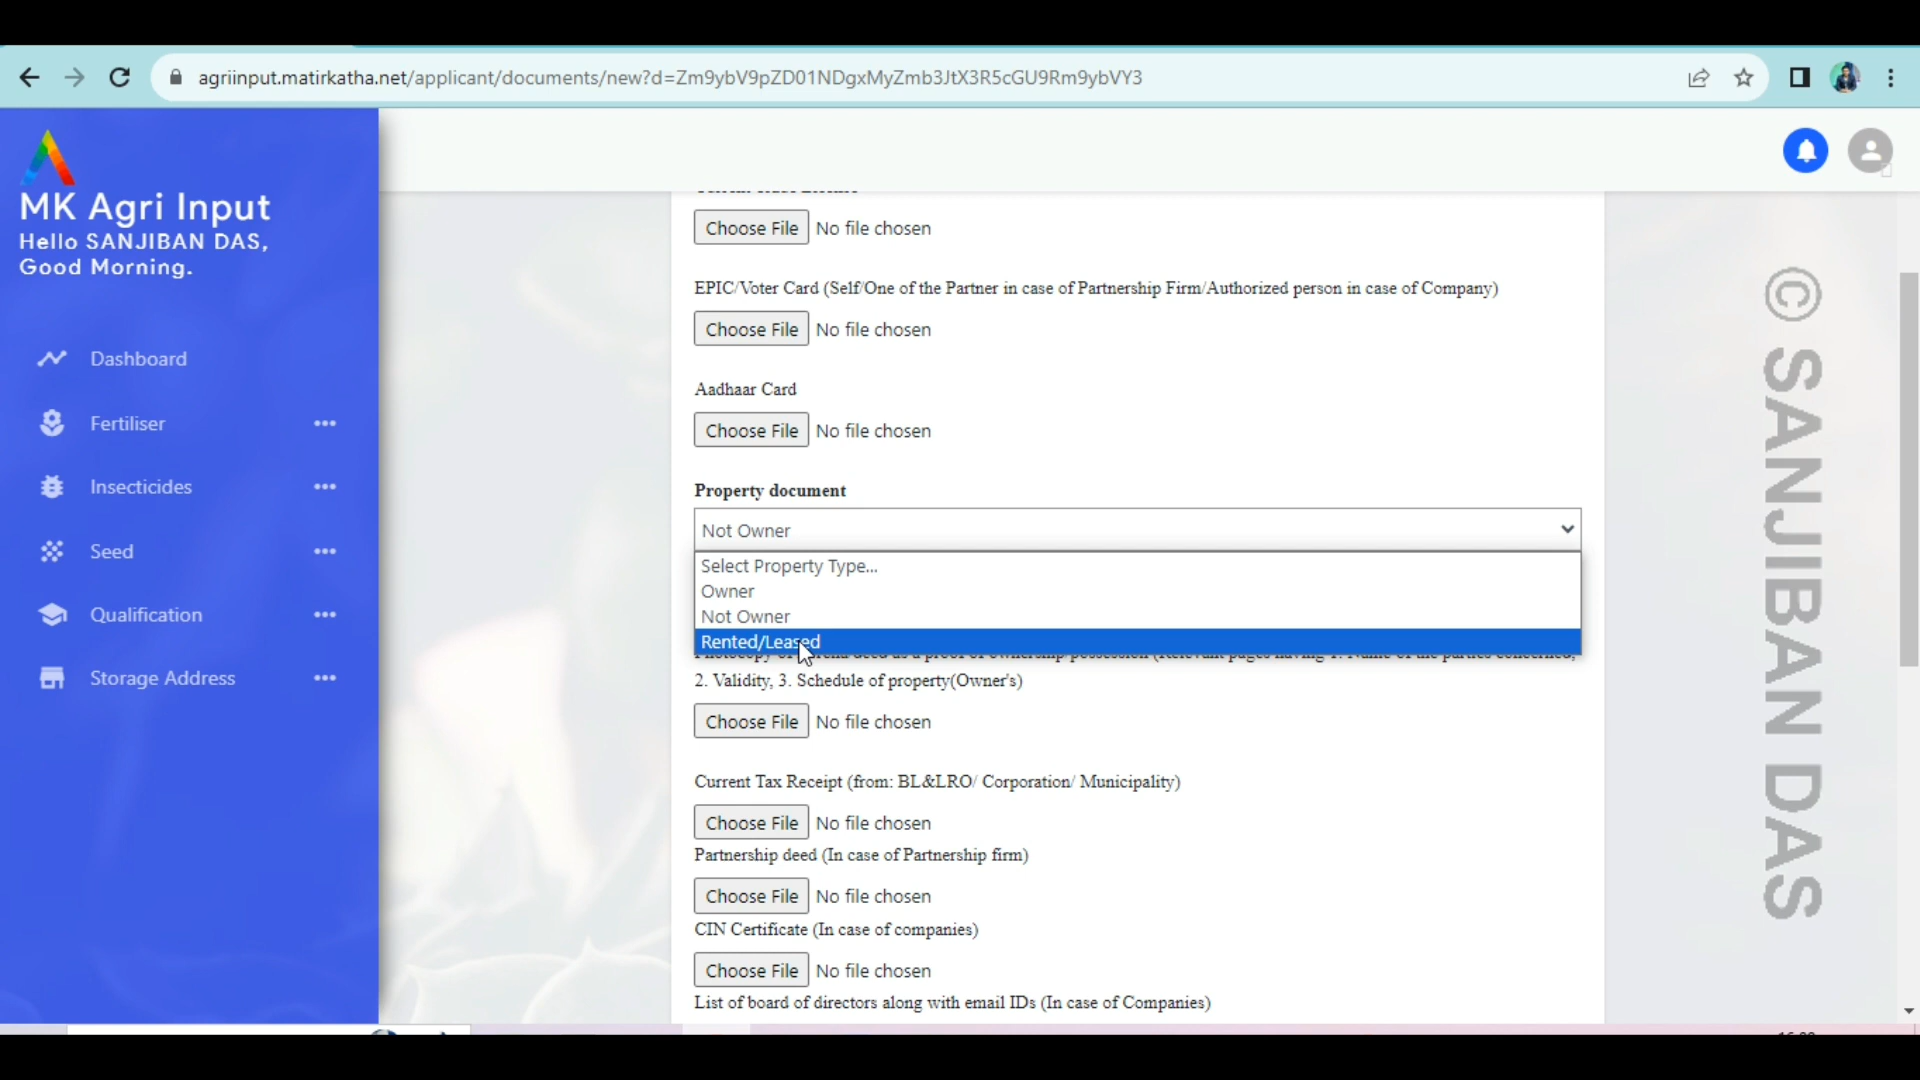 agriinput.matirkatha.net/applicant/documents/new?d=Zm9ybV9pZD01NDgxMyZmb3JtX3R5cGU9Rm9ybVY3
MK Agri Input
Hello SANJIBAN DAS,
Good Morning.
Dashboard
Fertiliser
Insecticides
Seed
Qualification
Storage Address
Choose File No file chosen
EPIC/Voter Card (Self/One of the Partner in case of Partnership Firm/Authorized person in case of Company)
Choose File No file chosen
Aadhaar Card
Choose File No file chosen
Property document
Not Owner
Select Property Type...
Owner
Not Owner
Rented/Leased
2. Validity, 3. Schedule of property(Owner's)
Choose File No file chosen
Current Tax Receipt (from: BL&LRO/ Corporation/ Municipality)
Choose File No file chosen
Partnership deed (In case of Partnership firm)
Choose File No file chosen
CIN Certificate (In case of companies)
Choose File No file chosen
List of board of directors along with email IDs (In case of Companies)
© SANJIBAN DAS